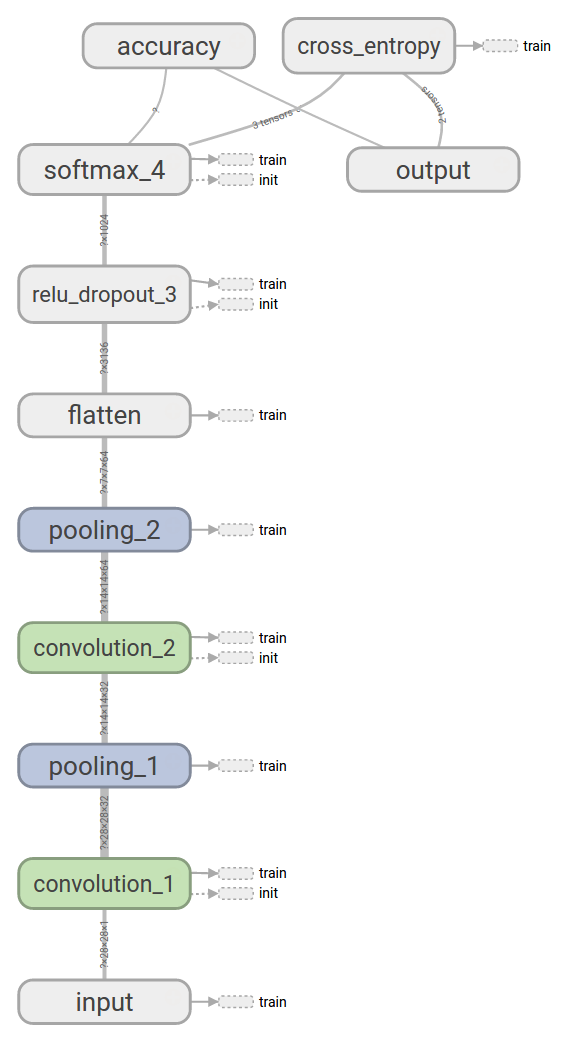 accuracy
cross_entropy
train
?
3 tensors
2 tensors
softmax_4
train
init
output
?×1024
relu_dropout_3
train
init
?×3136
flatten
train
?×7×7×64
pooling_2
train
?×14×14×64
convolution_2
train
init
?×14×14×32
pooling_1
train
?×28×28×32
convolution_1
train
init
?×28×28×1
input
train